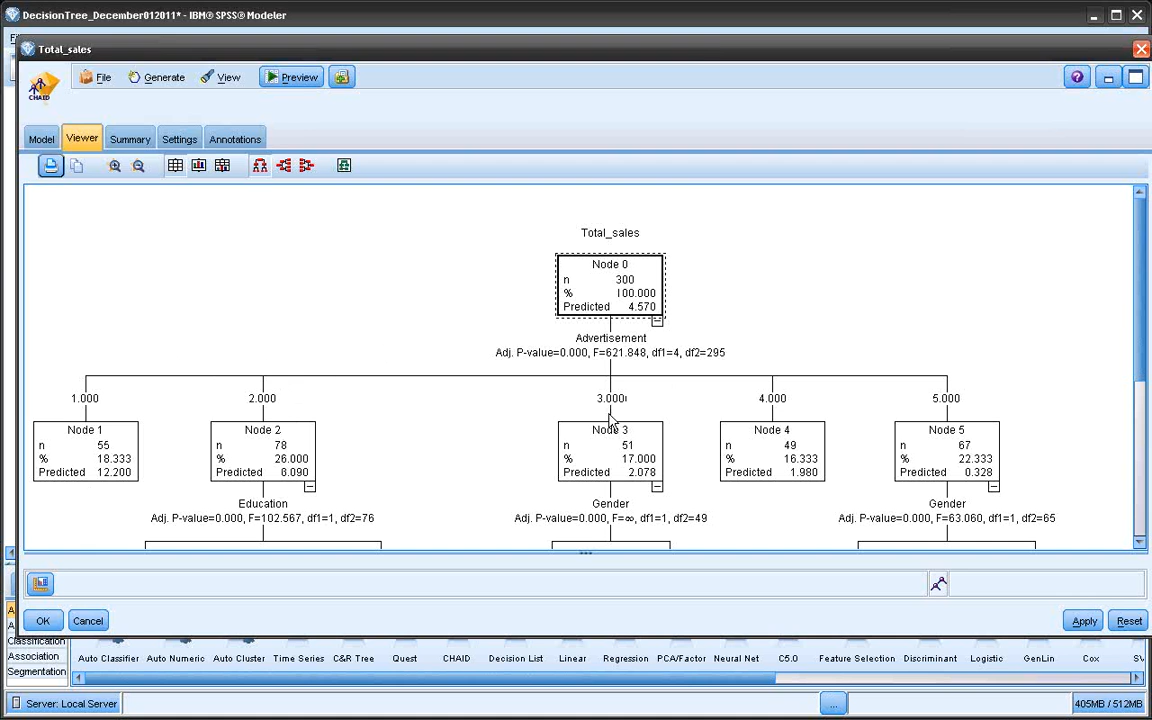 DecisionTree_December012011* - IBM® SPSS® Modeler
Total_sales
CHAID
File Generate View Preview
Model Viewer Summary Settings Annotations
Total_sales
Node 0
n 300
% 100.000
Predicted 4.570
Advertisement
Adj. P-value=0.000, F=621.848, df1=4, df2=295
1.000 2.000 3.000 4.000 5.000
Node 1 Node 2 Node 3 Node 4 Node 5
n 55 n 78 n 51 n 49 n 67
% 18.333 % 26.000 % 17.000 % 16.333 % 22.333
Predicted 12.200 Predicted 6.090 Predicted 2.078 Predicted 1.980 Predicted 0.328
Education Gender Gender
Adj. P-value=0.000, F=102.567, df1=1, df2=76 Adj. P-value=0.000, F=∞, df1=1, df2=49 Adj. P-value=0.000, F=63.060, df1=1, df2=65
OK Cancel Apply Reset
Classification
Association
Segmentation
Auto Classifier Auto Numeric Auto Cluster Time Series C&R Tree Quest CHAID Decision List Linear Regression PCA/Factor Neural Net C5.0 Feature Selection Discriminant Logistic GenLin Cox
Server: Local Server ... 405MB / 512MB